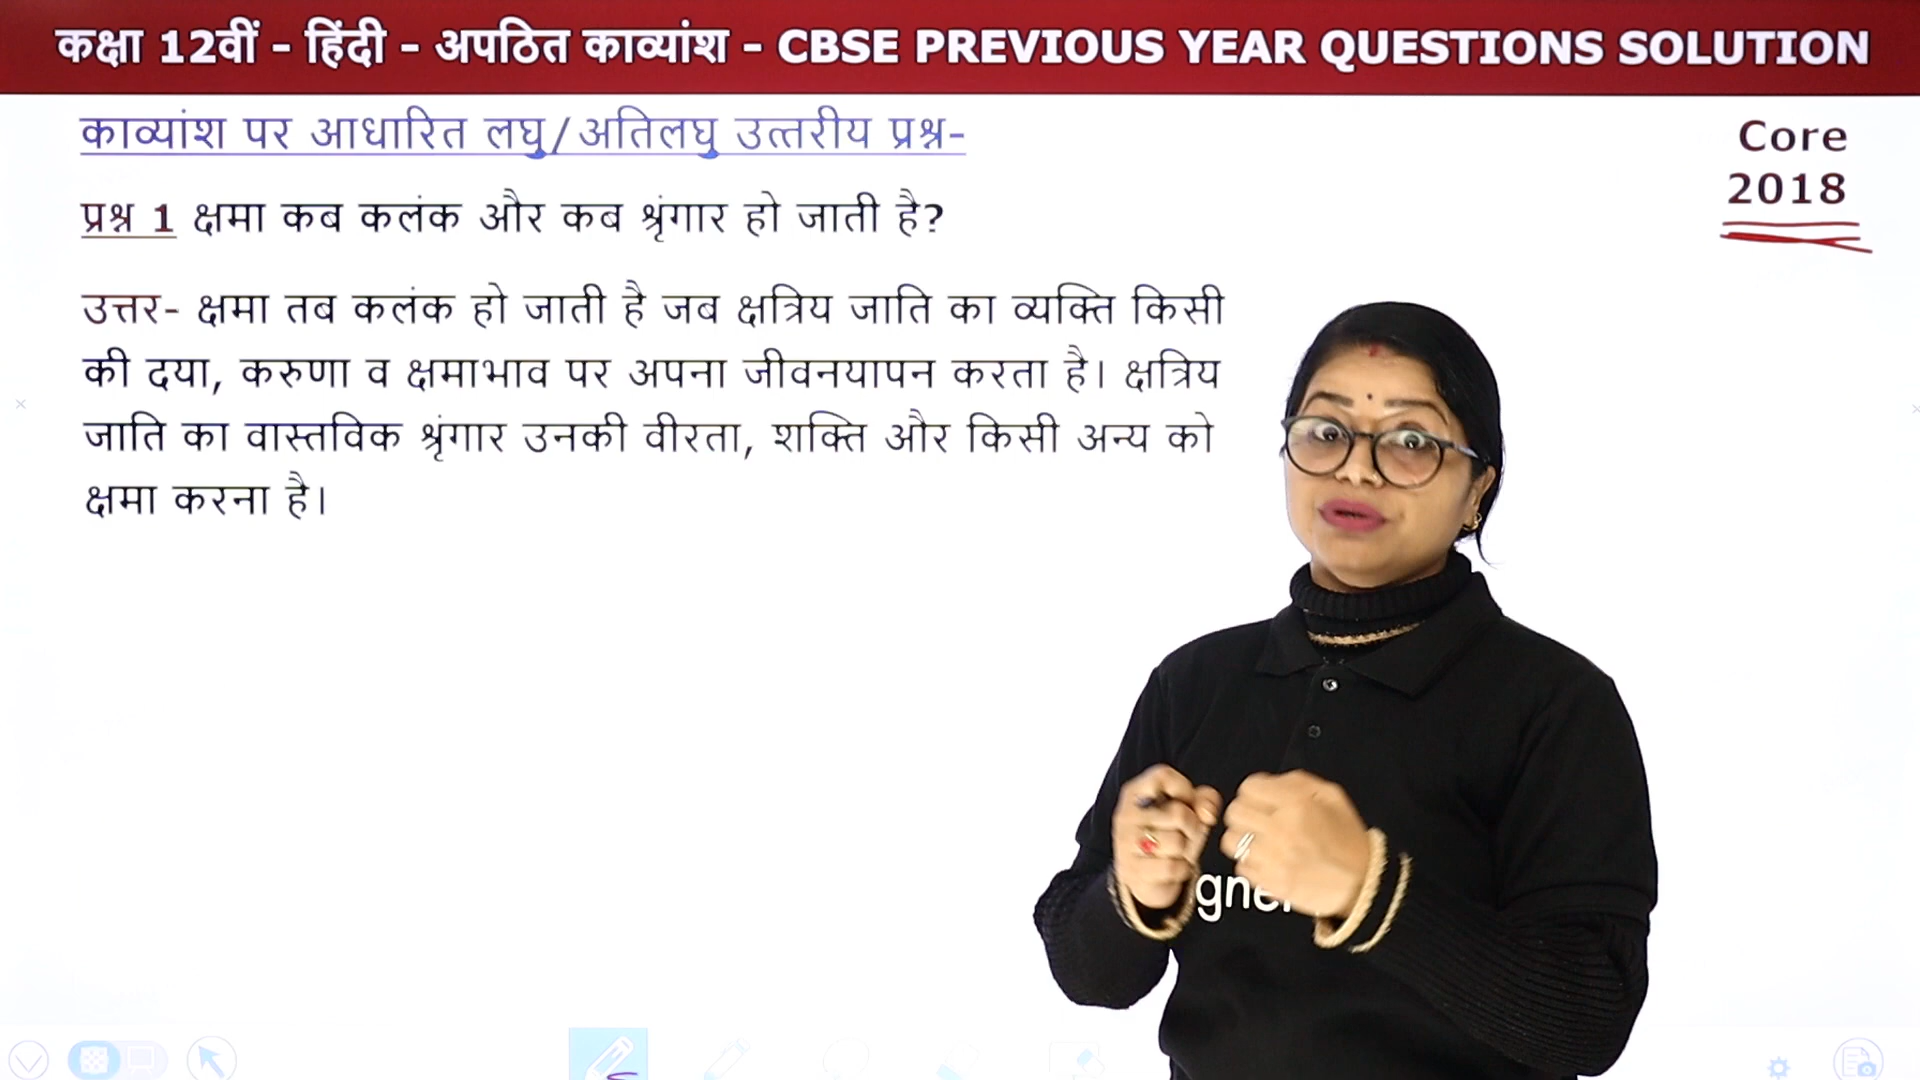 कक्षा 12वीं - हिंदी - अपठित काव्यांश - CBSE PREVIOUS YEAR QUESTIONS SOLUTION
काव्यांश पर आधारित लघु/अतिलघु उत्तरीय प्रश्न-
Core
2018
प्रश्न 1 क्षमा कब कलंक और कब श्रृंगार हो जाती है?
उत्तर- क्षमा तब कलंक हो जाती है जब क्षत्रिय जाति का व्यक्ति किसी
की दया, करुणा व क्षमाभाव पर अपना जीवनयापन करता है। क्षत्रिय
जाति का वास्तविक श्रृंगार उनकी वीरता, शक्ति और किसी अन्य को
क्षमा करना है।